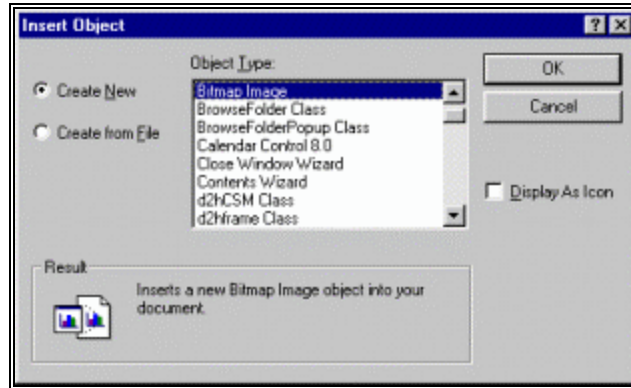 Insert Object
Object Type:
Create New
Create from File
Bitmap Image
BrowseFolder Class
BrowseFolderPopup Class
Calendar Control 8.0
Close Window Wizard
Contents Wizard
d2hCSM Class
d2hframe Class
OK
Cancel
Display As Icon
Result
Inserts a new Bitmap Image object into your
document.